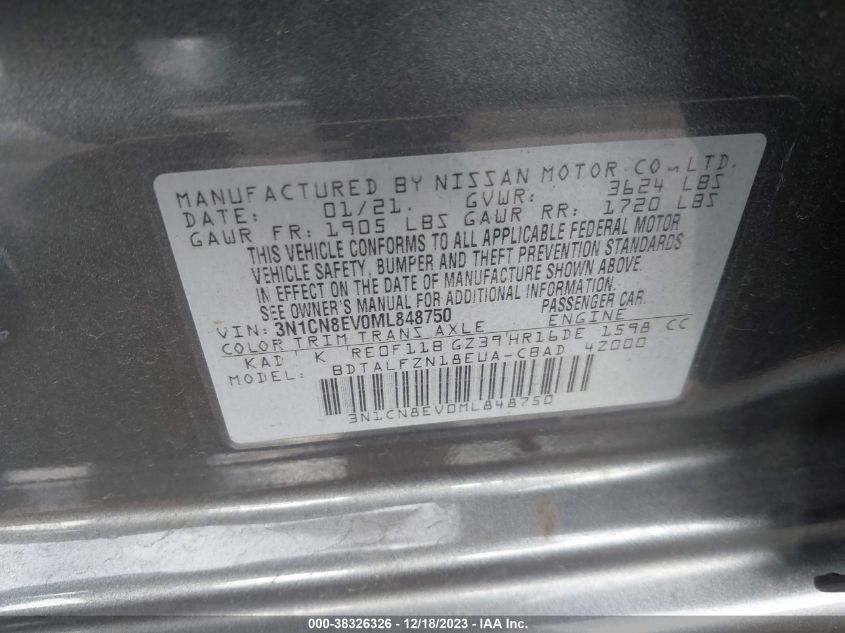 MANUFACTURED BY NISSAN MOTOR CO., LTD.
DATE: 01/21. GVWR: 3624 LBS
GAWR FR: 1905 LBS GAWR RR: 1720 LBS
THIS VEHICLE CONFORMS TO ALL APPLICABLE FEDERAL MOTOR
VEHICLE SAFETY, BUMPER AND THEFT PREVENTION STANDARDS
IN EFFECT ON THE DATE OF MANUFACTURE SHOWN ABOVE.
SEE OWNER'S MANUAL FOR ADDITIONAL INFORMATION.
VIN: 3N1CN8EV0ML848750 PASSENGER CAR.
COLOR TRIM TRANS AXLE ENGINE
KAD K RE0F11B GZ39 HR16DE 1598 CC
MODEL: BDTALFZN18EUA-CBAD 4Z000
3N1CN8EV0ML848750
000-38326326 - 12/18/2023 - IAA Inc.